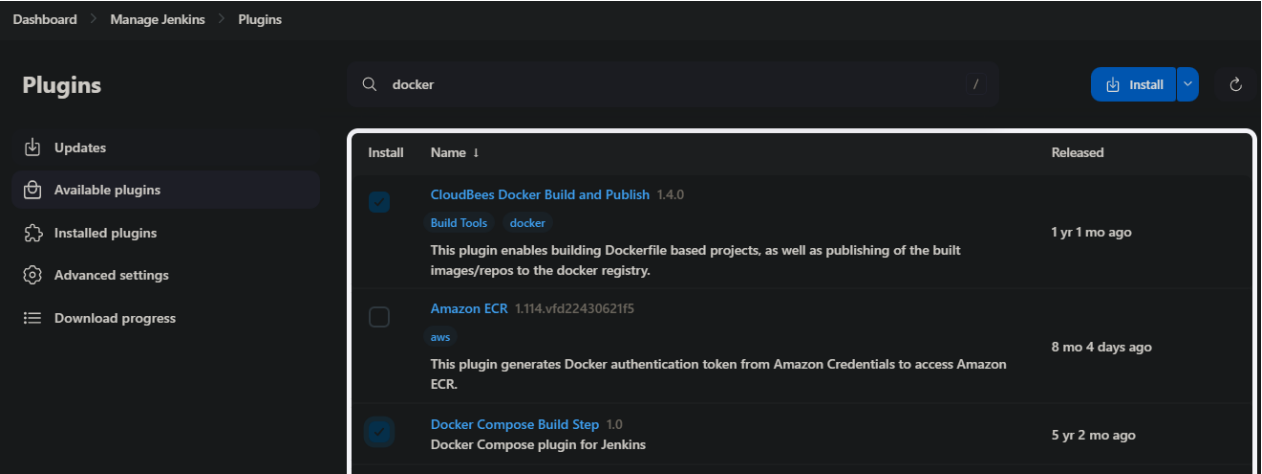 Dashboard > Manage Jenkins > Plugins
Plugins
docker /
Install
Updates
Available plugins
Installed plugins
Advanced settings
Download progress
Install Name ↓ Released
CloudBees Docker Build and Publish 1.4.0
Build Tools docker
This plugin enables building Dockerfile based projects, as well as publishing of the built
images/repos to the docker registry.
1 yr 1 mo ago
Amazon ECR 1.114.vfd22430621f5
aws
This plugin generates Docker authentication token from Amazon Credentials to access Amazon
ECR.
8 mo 4 days ago
Docker Compose Build Step 1.0
Docker Compose plugin for Jenkins
5 yr 2 mo ago